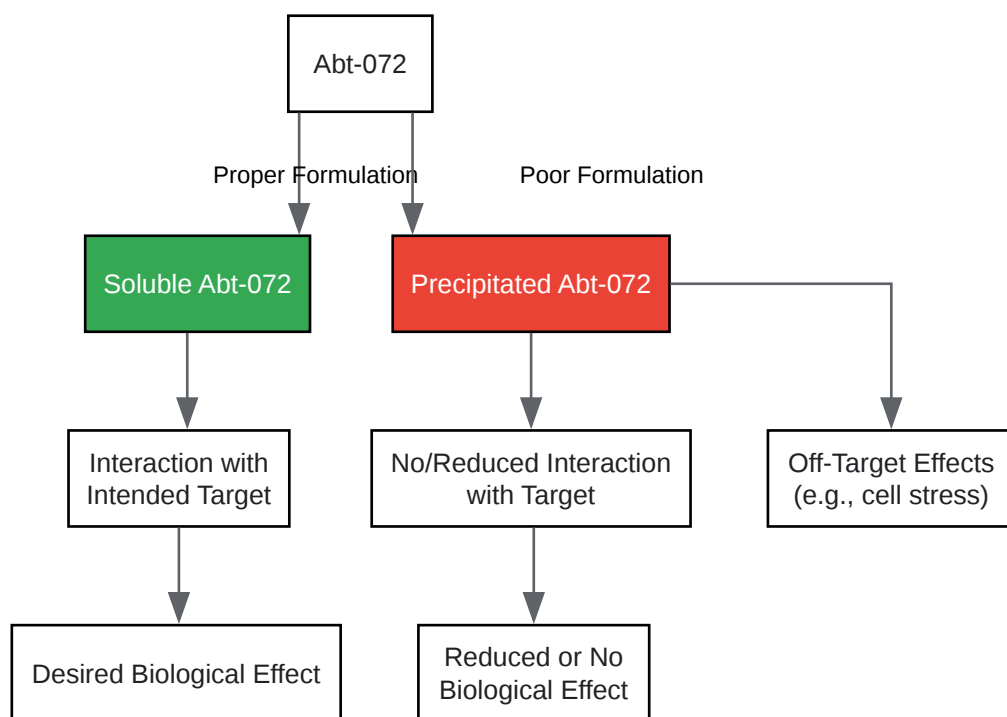 Abt-072
Proper Formulation
Poor Formulation
Soluble Abt-072
Precipitated Abt-072
Interaction with
Intended Target
No/Reduced Interaction
with Target
Off-Target Effects
(e.g., cell stress)
Desired Biological Effect
Reduced or No
Biological Effect